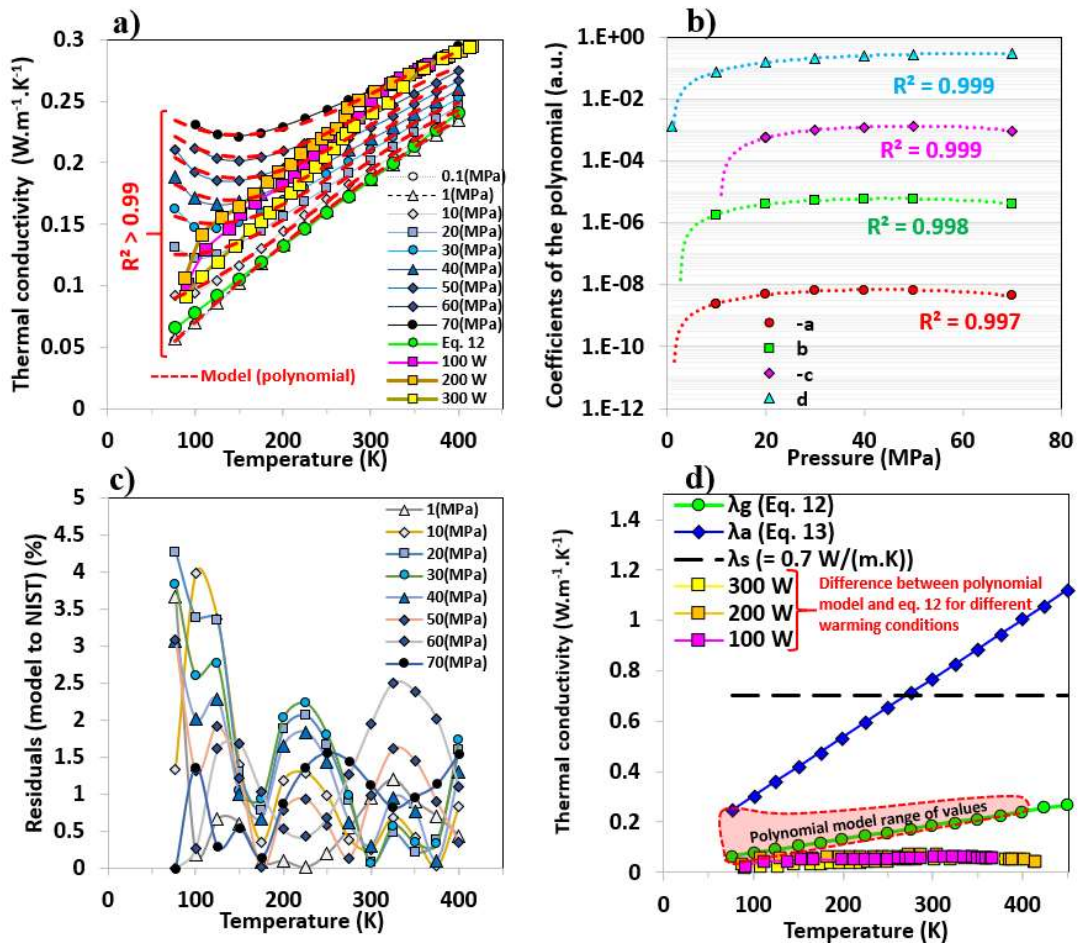 a)
Thermal conductivity (W.m⁻¹.K⁻¹)
0.3
0.25
0.2
0.15
0.1
0.05
0
R² > 0.99
0.1(MPa)
1(MPa)
10(MPa)
20(MPa)
30(MPa)
40(MPa)
50(MPa)
60(MPa)
70(MPa)
Eq. 12
100 W
200 W
300 W
Model (polynomial)
0 100 200 300 400
Temperature (K)
b)
Coefficients of the polynomial (a.u.)
1.E+00
1.E-02
1.E-04
1.E-06
1.E-08
1.E-10
1.E-12
R² = 0.999
R² = 0.999
R² = 0.998
R² = 0.997
-a
b
-c
d
0 20 40 60 80
Pressure (MPa)
c)
Residuals (model to NIST) (%)
5
4.5
4
3.5
3
2.5
2
1.5
1
0.5
0
1(MPa)
10(MPa)
20(MPa)
30(MPa)
40(MPa)
50(MPa)
60(MPa)
70(MPa)
0 100 200 300 400
Temperature (K)
d)
Thermal conductivity (W.m⁻¹.K⁻¹)
1.4
1.2
1
0.8
0.6
0.4
0.2
0
λg (Eq. 12)
λa (Eq. 13)
λs (= 0.7 W/(m.K))
300 W
200 W
100 W
Difference between polynomial
model and eq. 12 for different
warming conditions
Polynomial model range of values
0 100 200 300 400
Temperature (K)